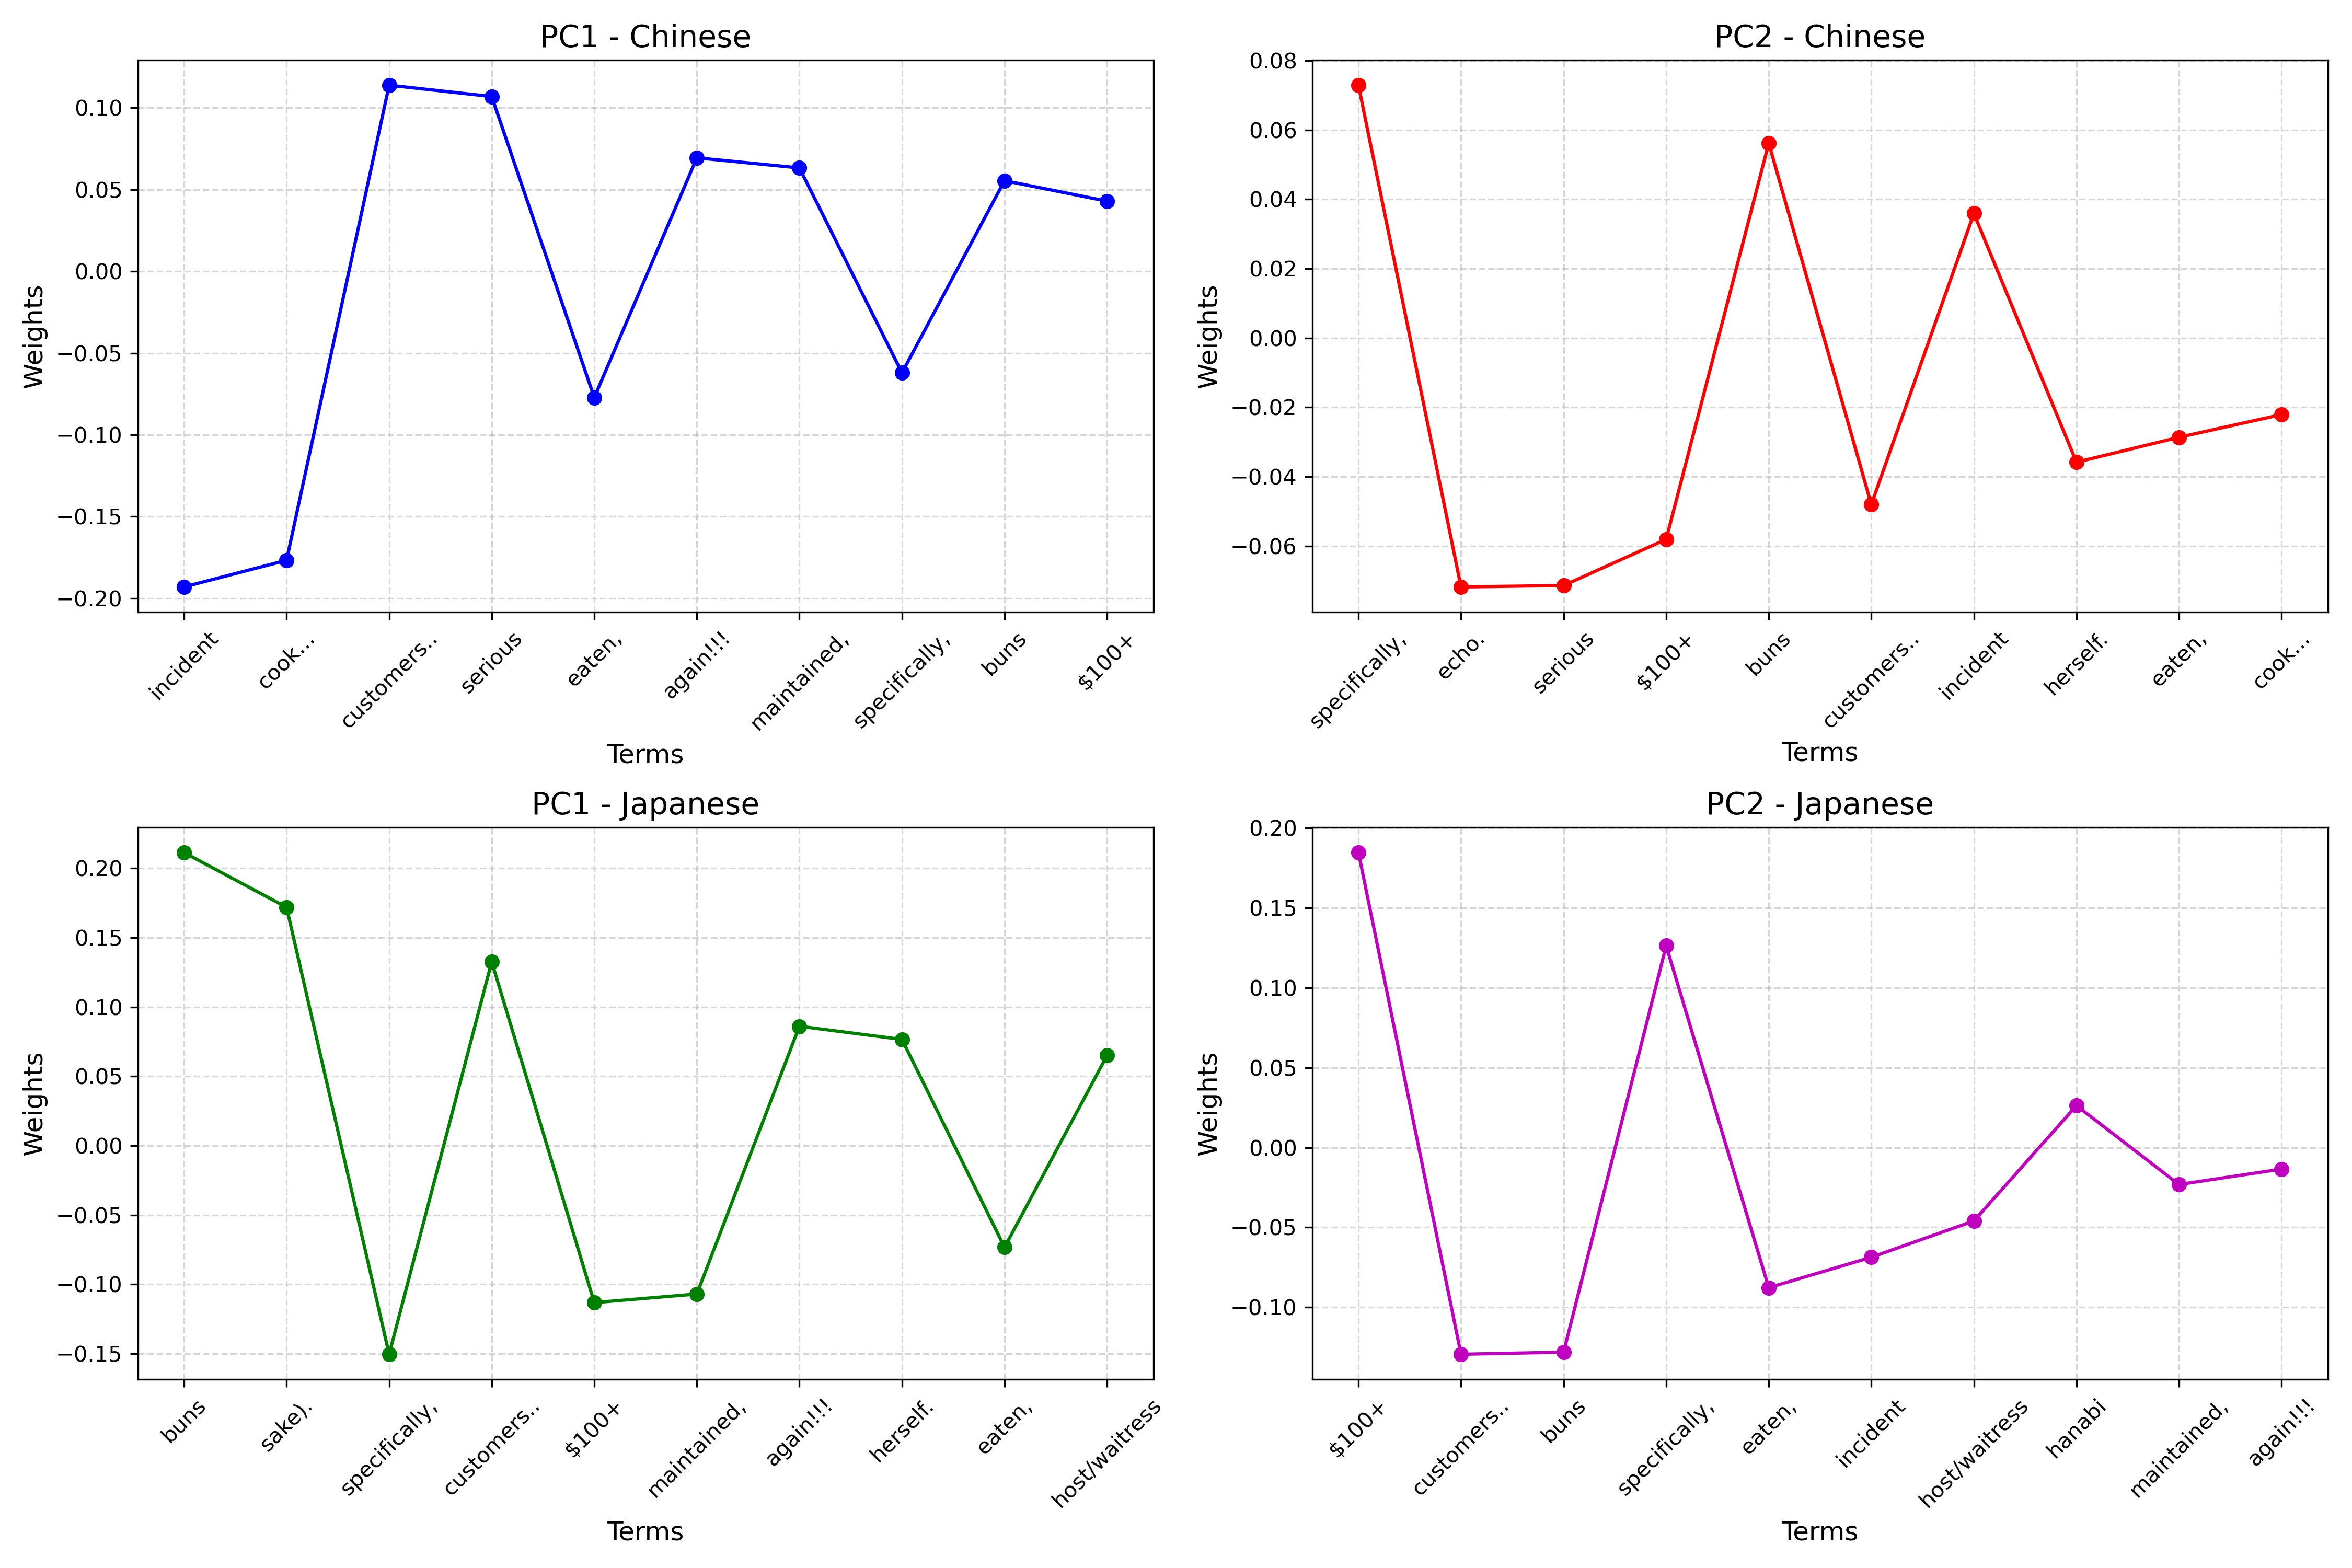 PC1 - Chinese
Weights
0.10
0.05
0.00
−0.05
−0.10
−0.15
−0.20
incident
cook...
customers..
serious
eaten,
again!!!
maintained,
specifically,
buns
$100+
Terms
PC2 - Chinese
Weights
0.08
0.06
0.04
0.02
0.00
−0.02
−0.04
−0.06
specifically,
echo.
serious
$100+
buns
customers..
incident
herself.
eaten,
cook...
Terms
PC1 - Japanese
Weights
0.20
0.15
0.10
0.05
0.00
−0.05
−0.10
−0.15
buns
sake).
specifically,
customers..
$100+
maintained,
again!!!
herself.
eaten,
host/waitress
Terms
PC2 - Japanese
Weights
0.20
0.15
0.10
0.05
0.00
−0.05
−0.10
$100+
customers..
buns
specifically,
eaten,
incident
host/waitress
hanabi
maintained,
again!!!
Terms